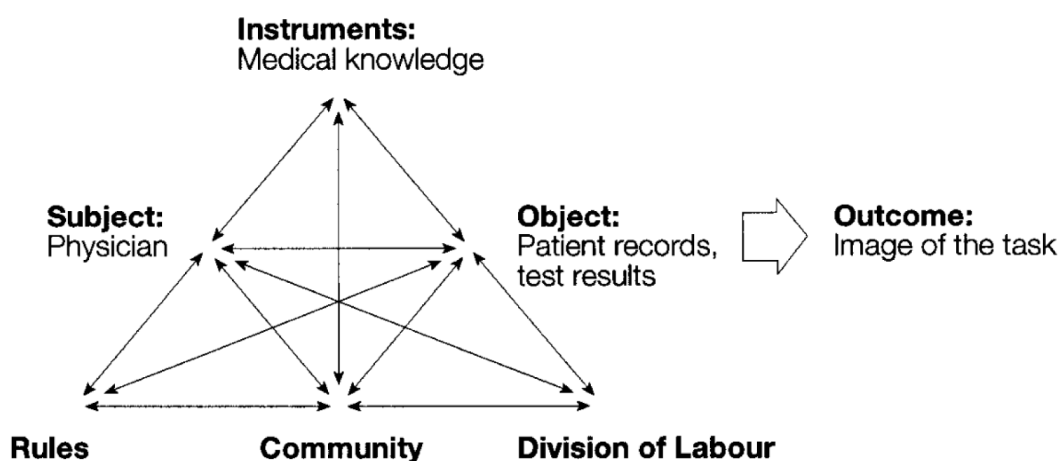 Instruments:
Medical knowledge
Subject:
Physician
Object:
Patient records,
test results
Outcome:
Image of the task
Rules
Community
Division of Labour